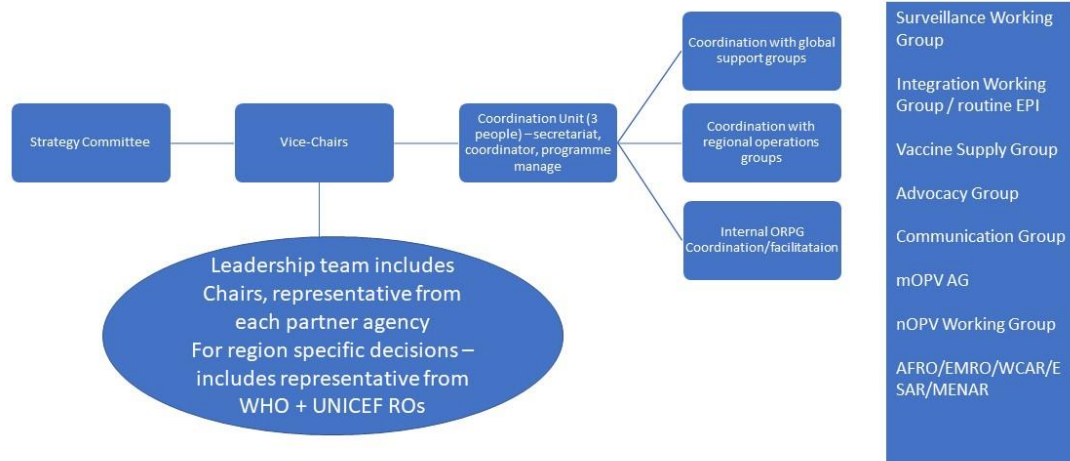 Strategy Committee
Vice-Chairs
Coordination Unit (3
people) – secretariat,
coordinator, programme
manage
Coordination with global
support groups
Coordination with
regional operations
groups
Internal ORPG
Coordination/facilitataion
Leadership team includes
Chairs, representative from
each partner agency
For region specific decisions –
includes representative from
WHO + UNICEF ROs
Surveillance Working
Group
Integration Working
Group / routine EPI
Vaccine Supply Group
Advocacy Group
Communication Group
mOPV AG
nOPV Working Group
AFRO/EMRO/WCAR/E
SAR/MENAR